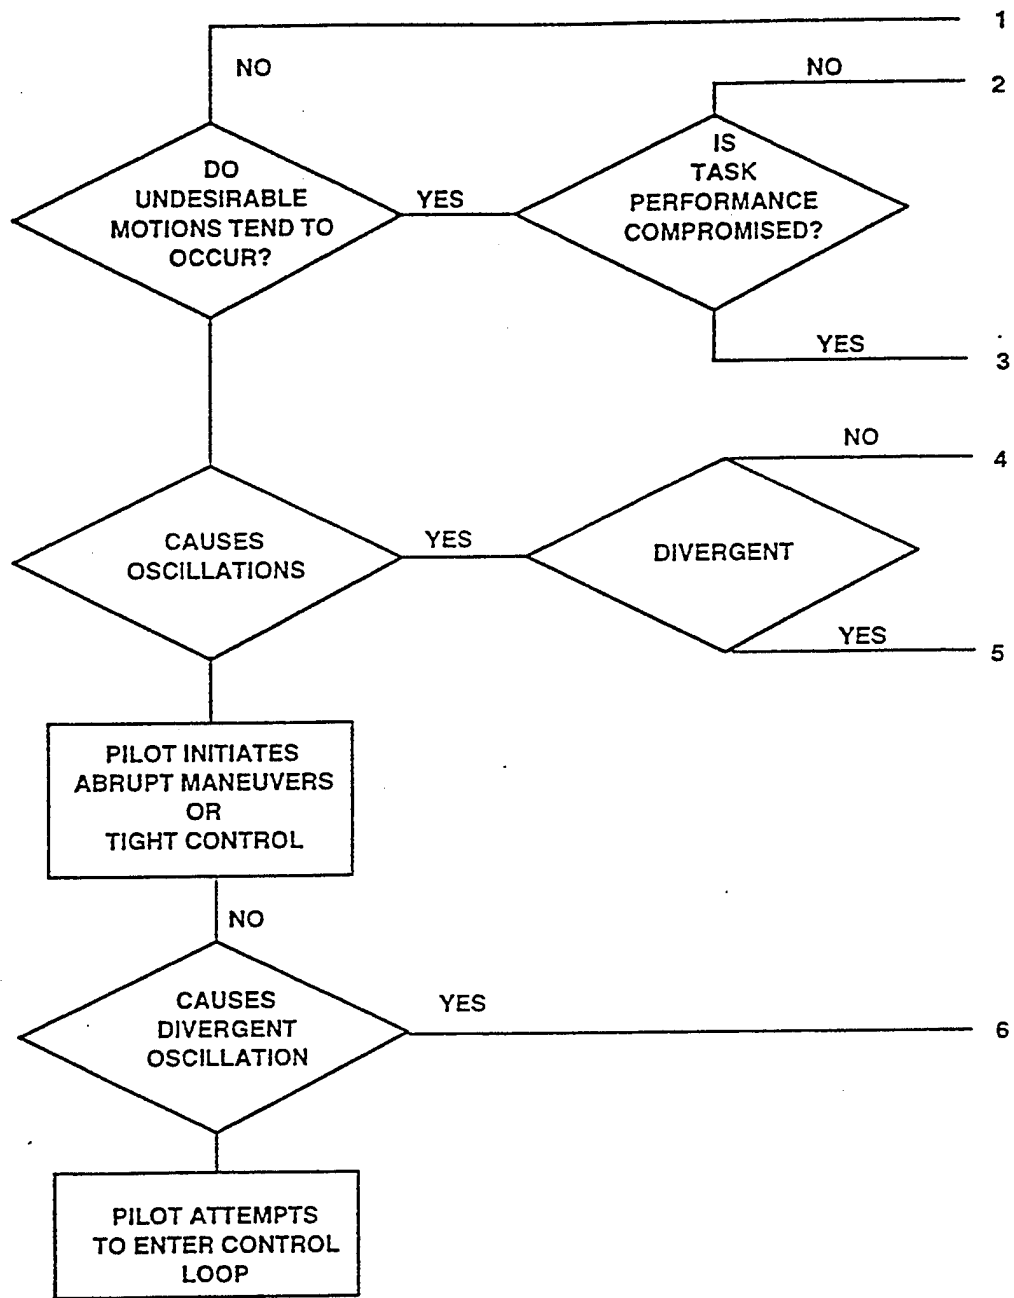 1
NO
NO
2
DO
UNDESIRABLE
MOTIONS TEND TO
OCCUR?
YES
IS
TASK
PERFORMANCE
COMPROMISED?
YES
3
NO
4
CAUSES
OSCILLATIONS
YES
DIVERGENT
YES
5
PILOT INITIATES
ABRUPT MANEUVERS
OR
TIGHT CONTROL
NO
CAUSES
DIVERGENT
OSCILLATION
YES
6
PILOT ATTEMPTS
TO ENTER CONTROL
LOOP